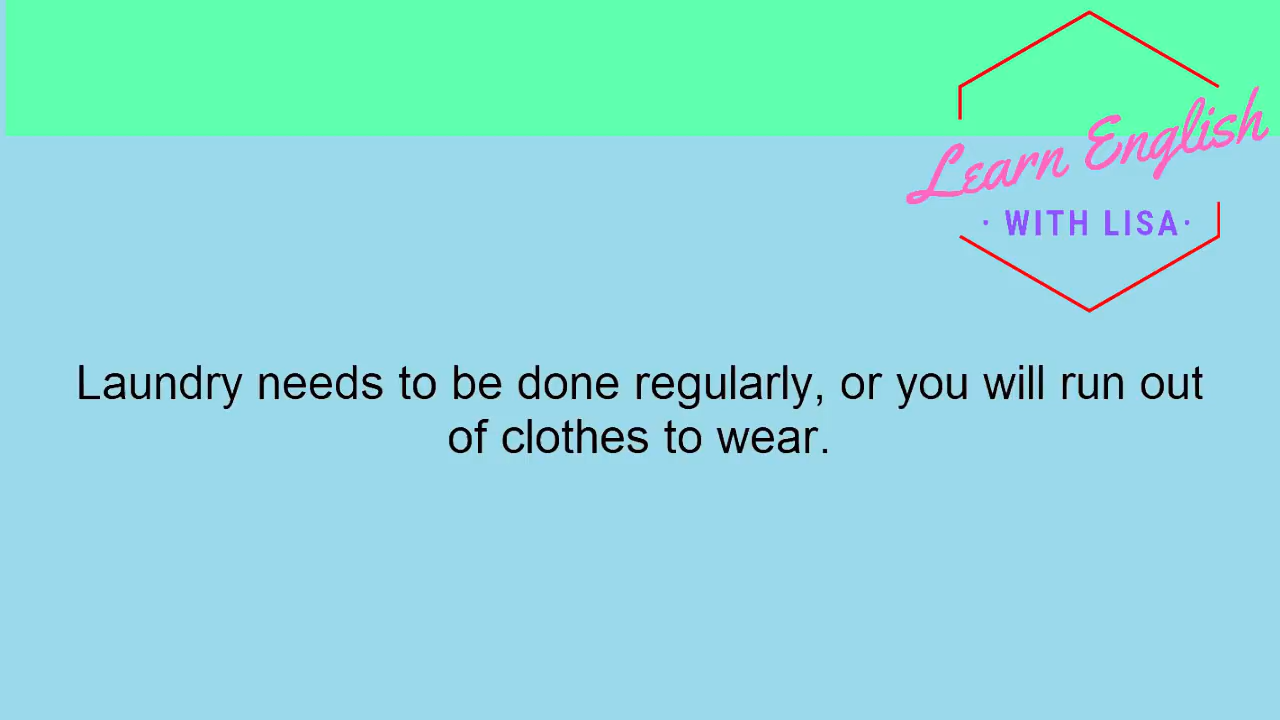 Learn English
· WITH LISA·
Laundry needs to be done regularly, or you will run out
of clothes to wear.